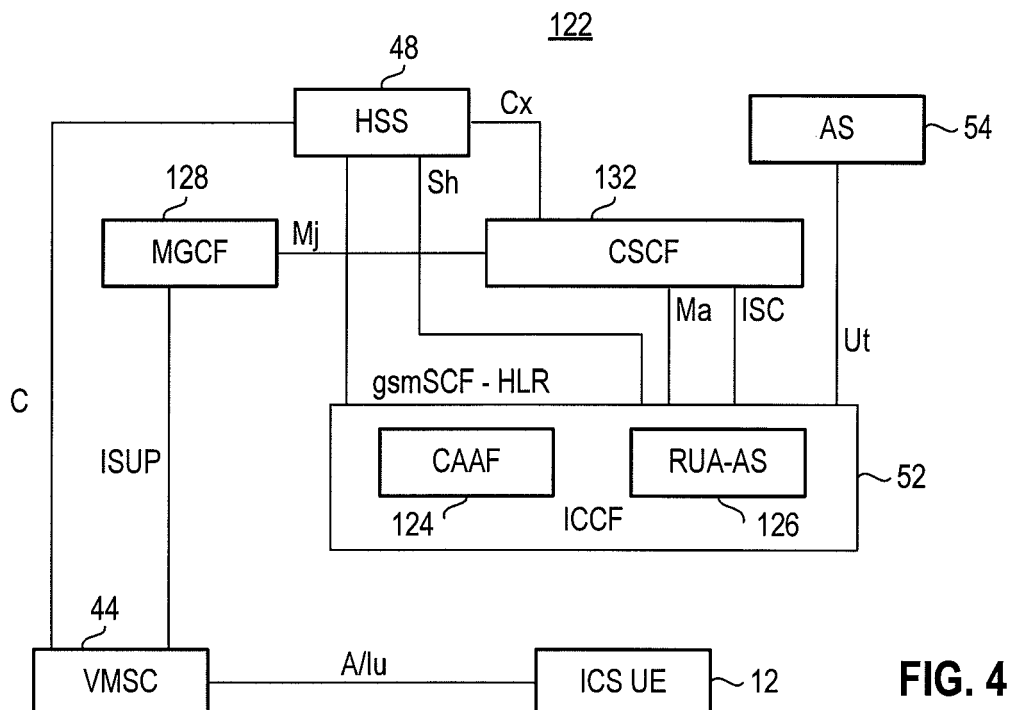 122
48
HSS
Cx
AS
54
Sh
128
132
MGCF
Mj
CSCF
Ma
ISC
Ut
gsmSCF - HLR
C
ISUP
CAAF
RUA-AS
52
124
ICCF
126
44
VMSC
A/Iu
ICS UE
12
FIG. 4